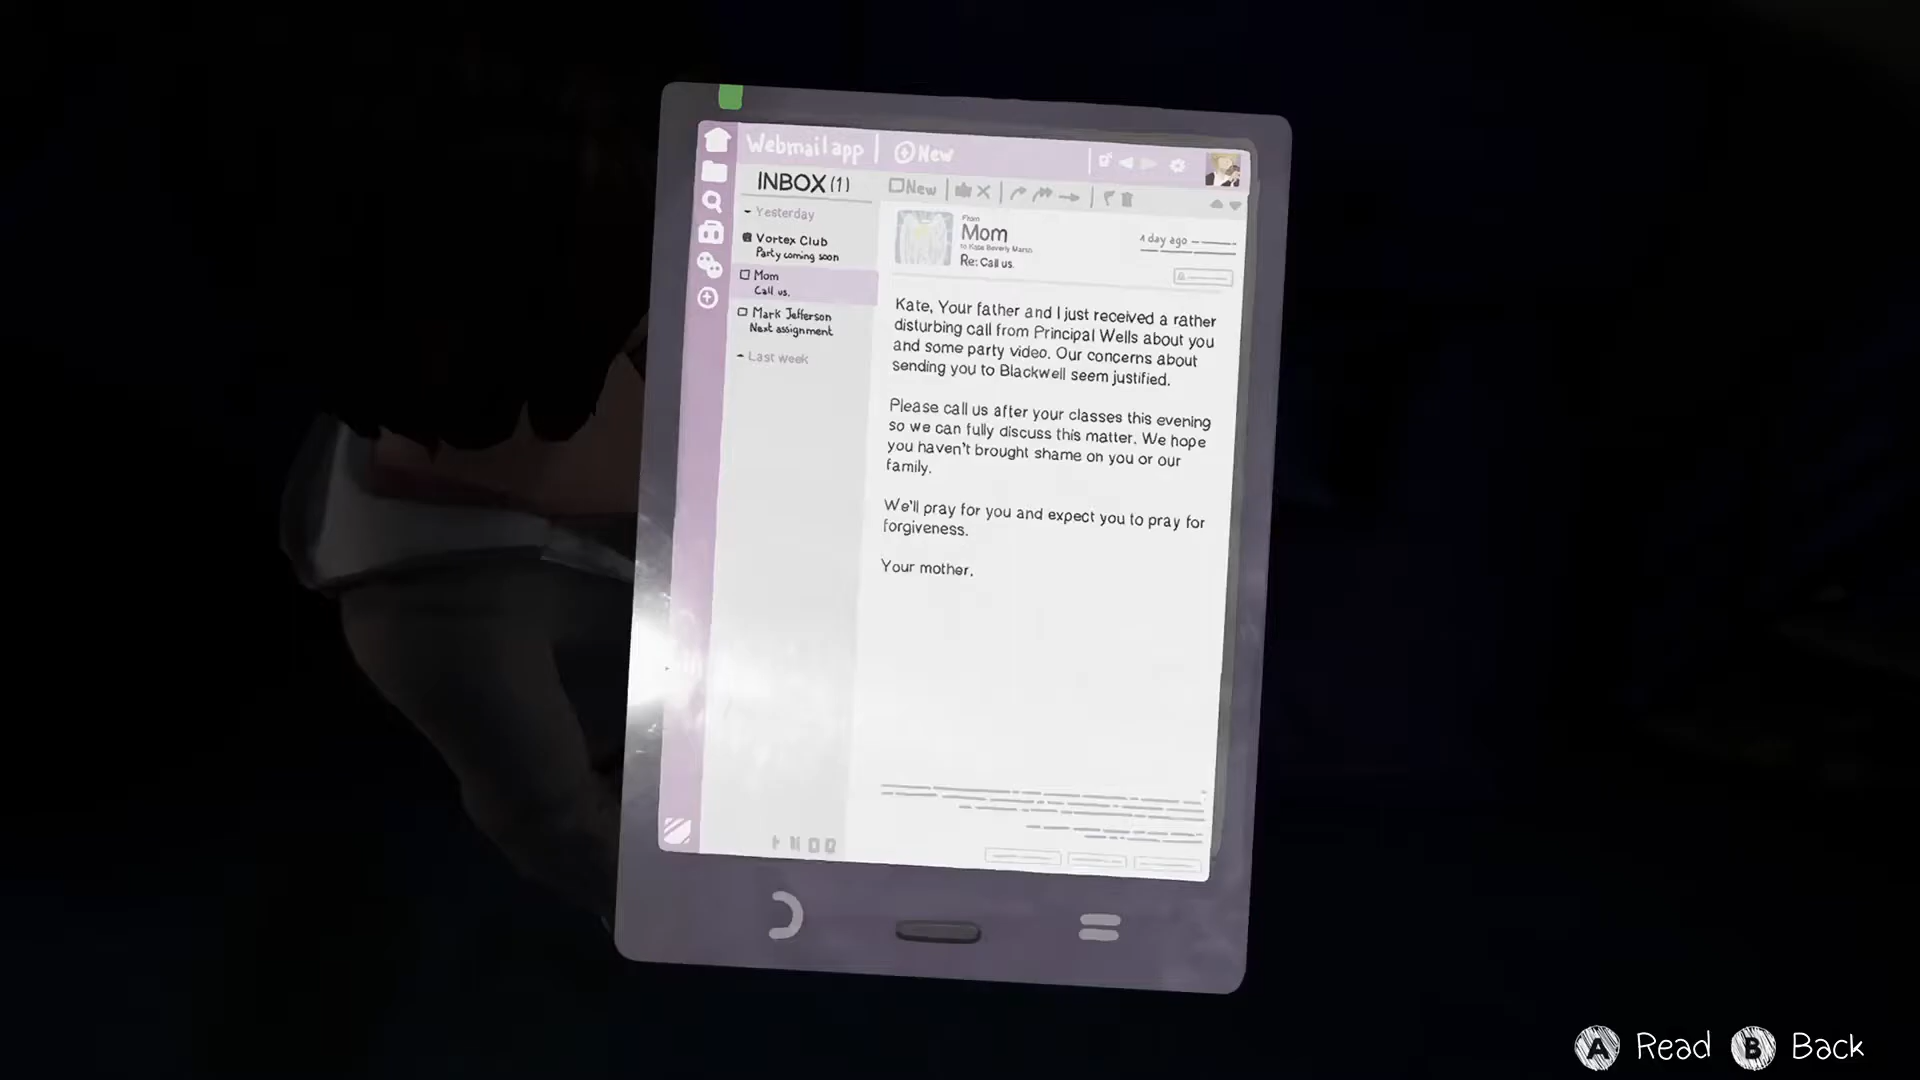 Webmail app
New
INBOX (1)
New
Yesterday
Vortex Club
Party coming soon
Mom
Call us.
Mark Jefferson
Next assignment
Last week
From
Mom
to Kate Beverly Marsh
Re: Call us.
1 day ago
Kate, Your father and I just received a rather
disturbing call from Principal Wells about you
and some party video. Our concerns about
sending you to Blackwell seem justified.
Please call us after your classes this evening
so we can fully discuss this matter. We hope
you haven't brought shame on you or our
family.
We'll pray for you and expect you to pray for
forgiveness.
Your mother.
A Read B Back